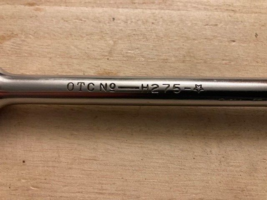 OTC Nº — H275-☆